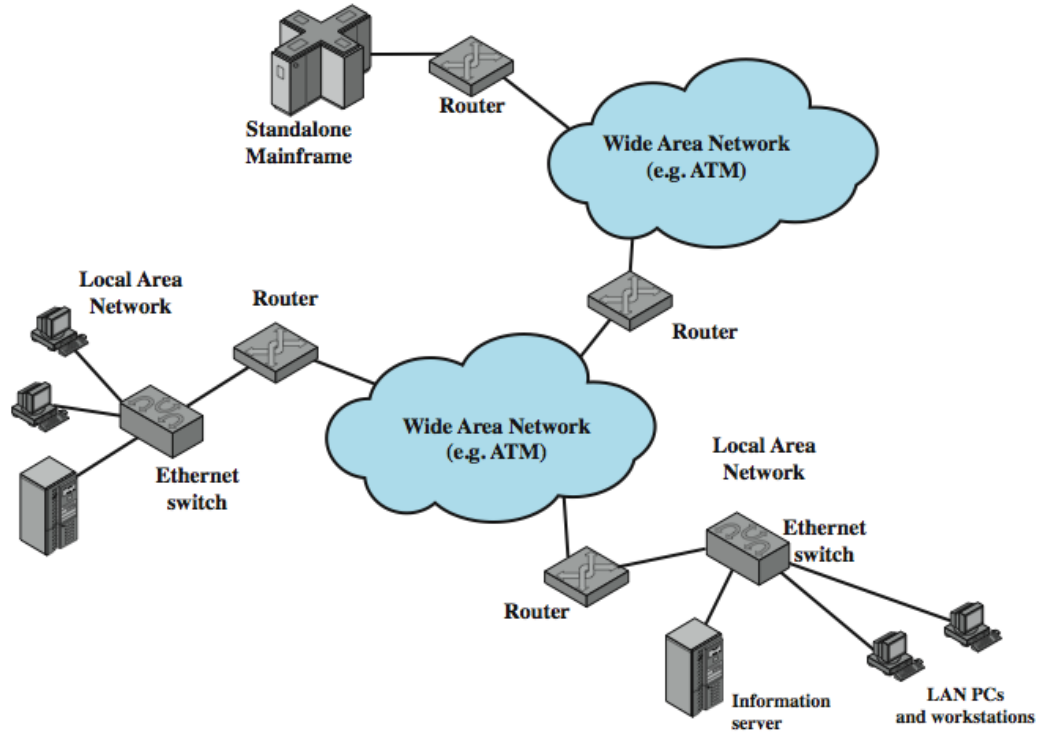 Router
Standalone
Mainframe
Wide Area Network
(e.g. ATM)
Local Area
Network
Router
Router
Wide Area Network
(e.g. ATM)
Ethernet
switch
Local Area
Network
Ethernet
switch
Router
Information
server
LAN PCs
and workstations